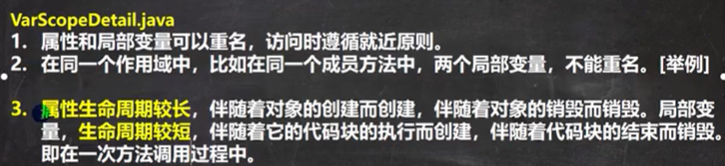 VarScopeDetail.java
1. 属性和局部变量可以重名，访问时遵循就近原则。
2. 在同一个作用域中，比如在同一个成员方法中，两个局部变量，不能重名。[举例]
3. 属性生命周期较长，伴随着对象的创建而创建，伴随着对象的销毁而销毁。局部变
量，生命周期较短，伴随着它的代码块的执行而创建，伴随着代码块的结束而销毁。
即在一次方法调用过程中。